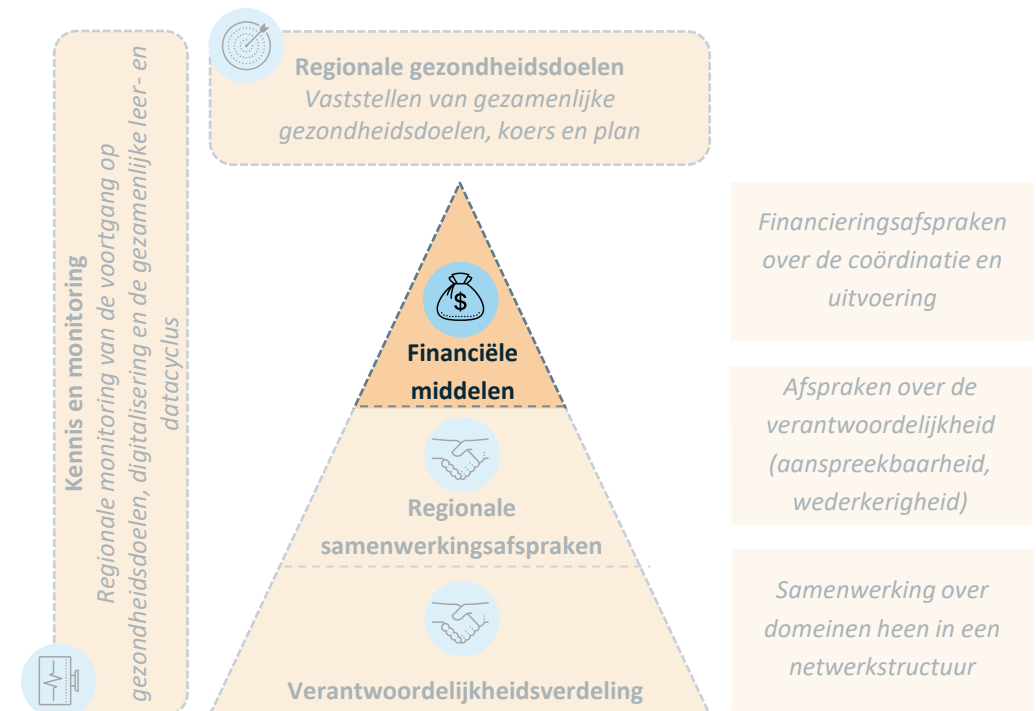 Kennis en monitoring
Regionale monitoring van de voortgang op
gezondheidsdoelen, digitalisering en de gezamenlijke leer- en
datacyclus
Regionale gezondheidsdoelen
Vaststellen van gezamenlijke
gezondheidsdoelen, koers en plan
$
Financiële
middelen
Regionale
samenwerkingsafspraken
Verantwoordelijkheidsverdeling
Financieringsafspraken
over de coördinatie en
uitvoering
Afspraken over de
verantwoordelijkheid
(aanspreekbaarheid,
wederkerigheid)
Samenwerking over
domeinen heen in een
netwerkstructuur